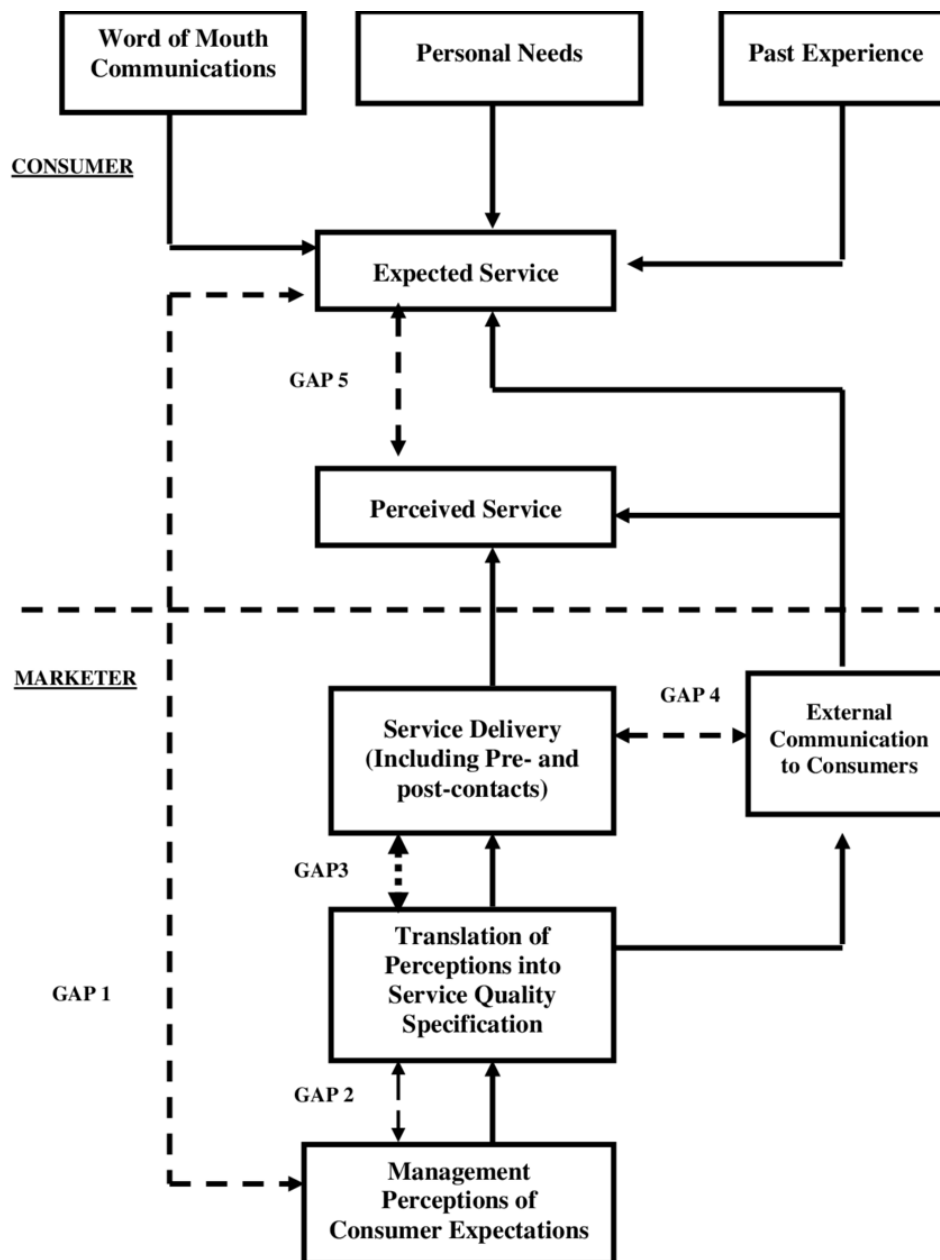 Word of Mouth
Communications
Personal Needs
Past Experience
CONSUMER
Expected Service
GAP 5
Perceived Service
MARKETER
GAP 4
Service Delivery
(Including Pre- and
post-contacts)
External
Communication
to Consumers
GAP3
Translation of
Perceptions into
Service Quality
Specification
GAP 1
GAP 2
Management
Perceptions of
Consumer Expectations